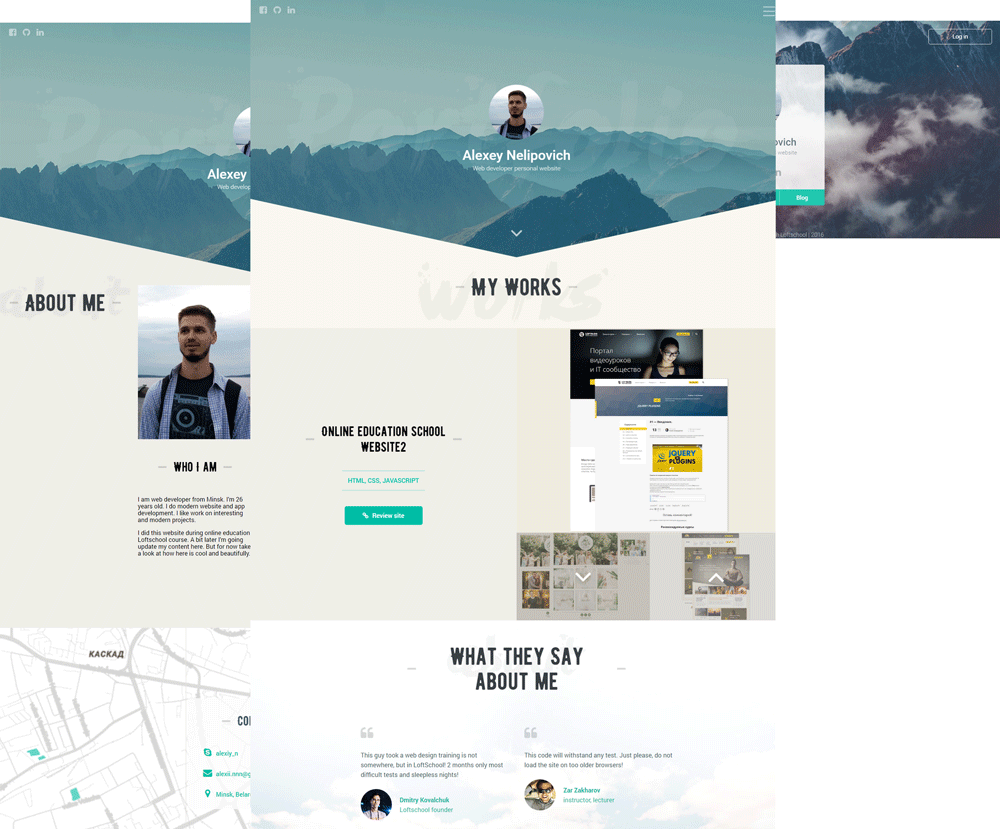 Alexey
Web develop
ABOUT ME
WHO I AM
I am web developer from Minsk. I'm 26
years old. I do modern website and app
development. I like work on interesting
and modern projects.
I did this website during online education
Loftschool course. A bit later I'm going
update my content here. But for now take
a look at how here is cool and beautifully.
КАСКАД
alexiy_n
alexii.nnn@g
Minsk, Belar
Alexey Nelipovich
Web developer personal website
works
MY WORKS
ONLINE EDUCATION SCHOOL
WEBSITE2
HTML, CSS, JAVASCRIPT
Review site
Портал
видеоуроков
и IT сообщество
jQUERY
PLUGINS
WHAT THEY SAY
ABOUT ME
This guy took a web design training is not
somewhere, but in LoftSchool! 2 months only most
difficult tests and sleepless nights!
Dmitry Kovalchuk
Loftschool founder
This code will withstand any test. Just please, do not
load the site on too older browsers!
Zar Zakharov
instructor, lecturer
Log in
ovich
website
Blog
Loftschool | 2016